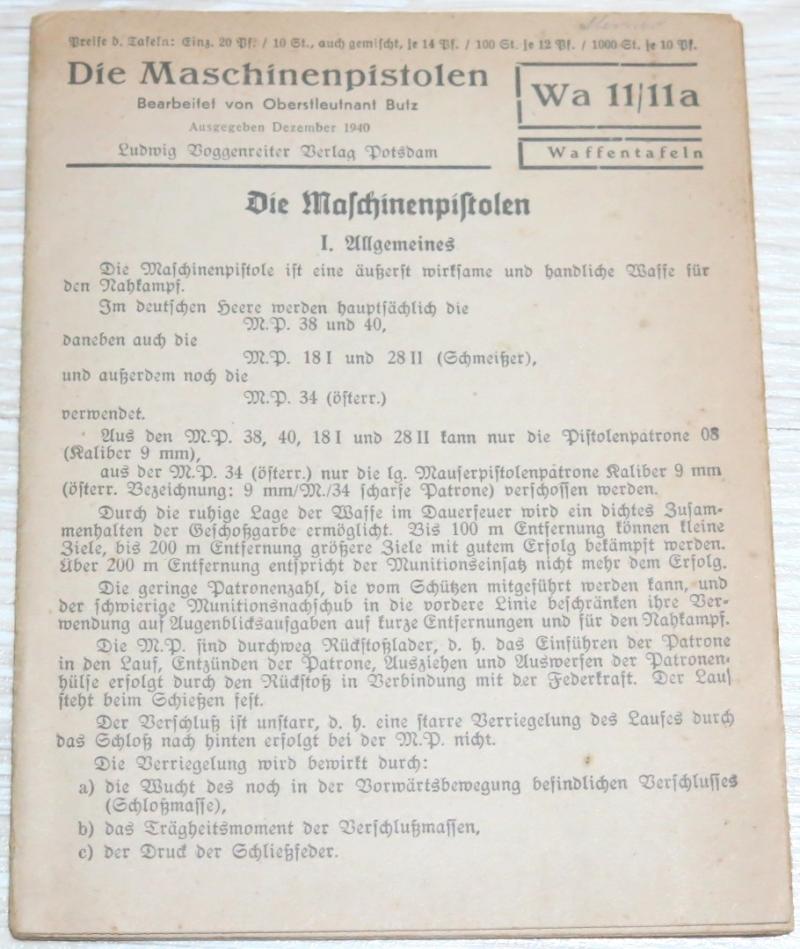 Preise d. Tafeln: Einz. 20 Pf. / 10 St., auch gemischt, je 14 Pf. / 100 St. je 12 Pf. / 1000 St. je 10 Pf.
Die Maschinenpistolen
Bearbeitet von Oberstleutnant Butz
Ausgegeben Dezember 1940
Ludwig Voggenreiter Verlag Potsdam
Wa 11/11a
Waffentafeln
Die Maschinenpistolen
I. Allgemeines
Die Maschinenpistole ist eine äußerst wirksame und handliche Waffe für
den Nahkampf.
Im deutschen Heere werden hauptsächlich die
M.P. 38 und 40,
daneben auch die
M.P. 18 I und 28 II (Schmeißer),
und außerdem noch die
M.P. 34 (österr.)
verwendet.
Aus den M.P. 38, 40, 18 I und 28 II kann nur die Pistolenpatrone 08
(Kaliber 9 mm),
aus der M.P. 34 (österr.) nur die lg. Mauserpistolenpatrone Kaliber 9 mm
(österr. Bezeichnung: 9 mm/M./34 scharfe Patrone) verschossen werden.
Durch die ruhige Lage der Waffe im Dauerfeuer wird ein dichtes Zusam-
menhalten der Geschoßgarbe ermöglicht. Bis 100 m Entfernung können kleine
Ziele, bis 200 m Entfernung größere Ziele mit gutem Erfolg bekämpft werden.
Über 200 m Entfernung entspricht der Munitionseinsatz nicht mehr dem Erfolg.
Die geringe Patronenzahl, die vom Schützen mitgeführt werden kann, und
der schwierige Munitionsnachschub in die vordere Linie beschränken ihre Ver-
wendung auf Augenblicksaufgaben auf kurze Entfernungen und für den Nahkampf.
Die M.P. sind durchweg Rückstoßlader, d. h. das Einführen der Patrone
in den Lauf, Entzünden der Patrone, Ausziehen und Auswerfen der Patronen-
hülse erfolgt durch den Rückstoß in Verbindung mit der Federkraft. Der Lauf
steht beim Schießen fest.
Der Verschluß ist unstarr, d. h. eine starre Verriegelung des Laufes durch
das Schloß nach hinten erfolgt bei der M.P. nicht.
Die Verriegelung wird bewirkt durch:
a) die Wucht des noch in der Vorwärtsbewegung befindlichen Verschlusses
(Schloßmasse),
b) das Trägheitsmoment der Verschlußmassen,
c) der Druck der Schließfeder.